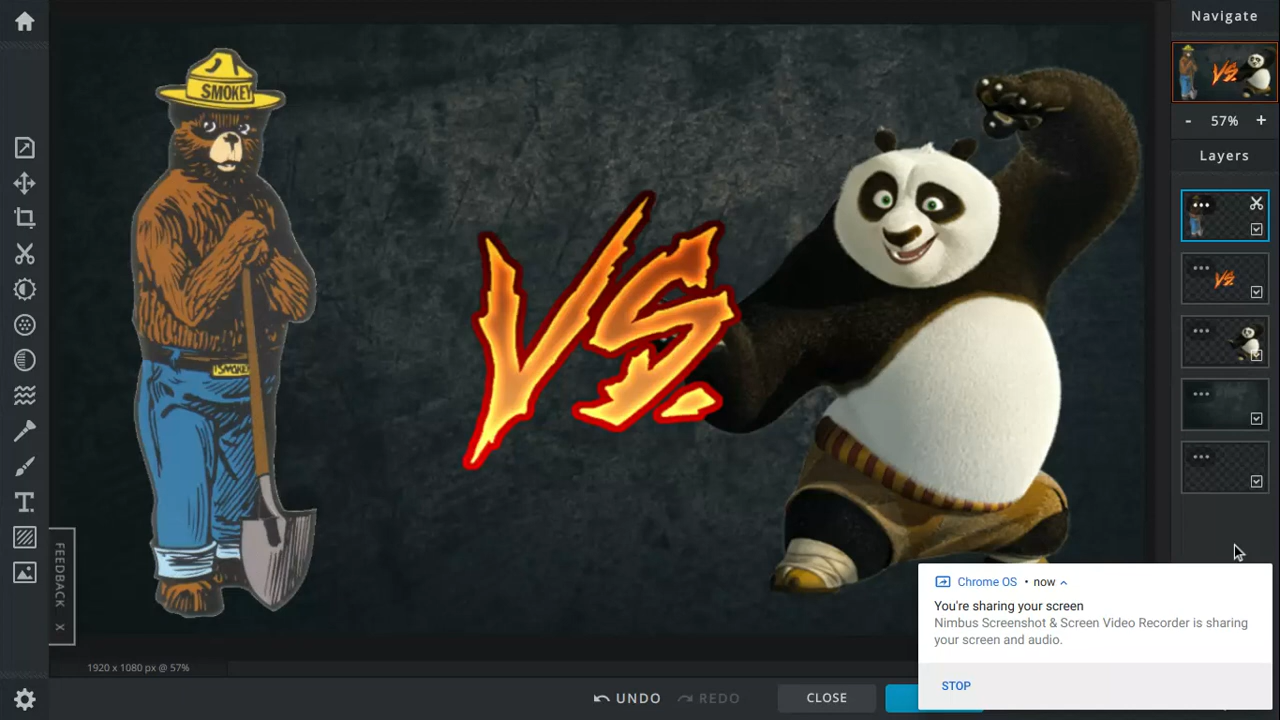 Navigate
- 57% +
Layers
SMOKEY
SMOKEY
VS.
FEEDBACK X
1920 x 1080 px @ 57%
UNDO
REDO
CLOSE
Chrome OS • now
You're sharing your screen
Nimbus Screenshot & Screen Video Recorder is sharing
your screen and audio.
STOP